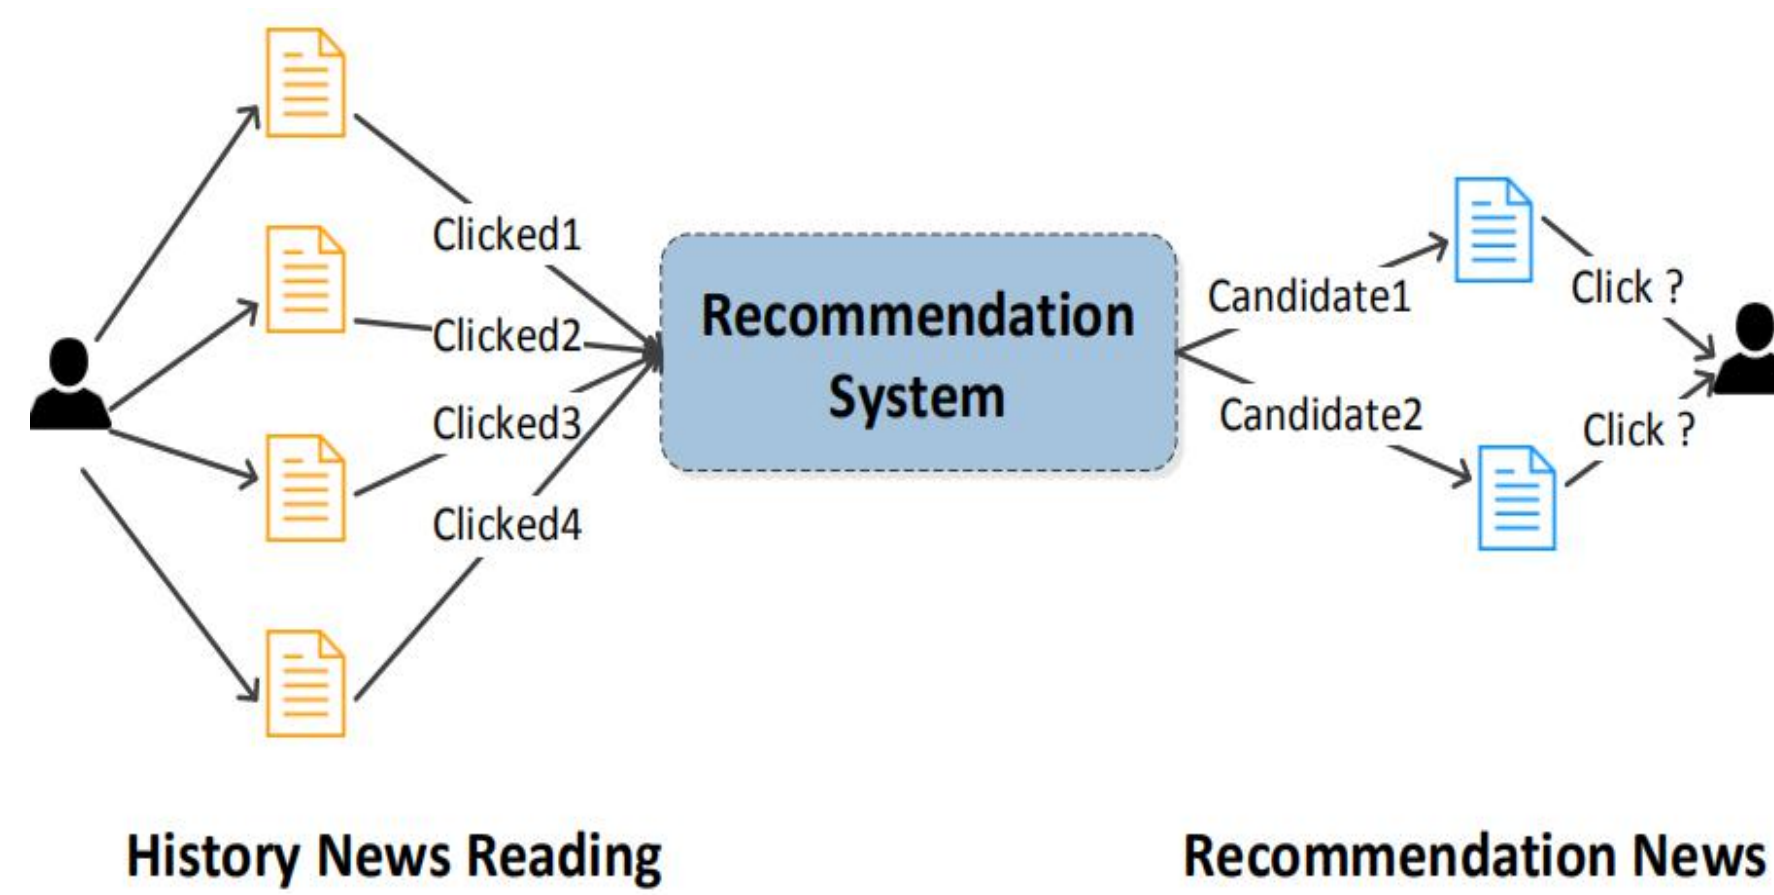 Clicked1
Clicked2
Clicked3
Clicked4
Recommendation
System
Candidate1
Candidate2
Click ?
Click ?
History News Reading
Recommendation News